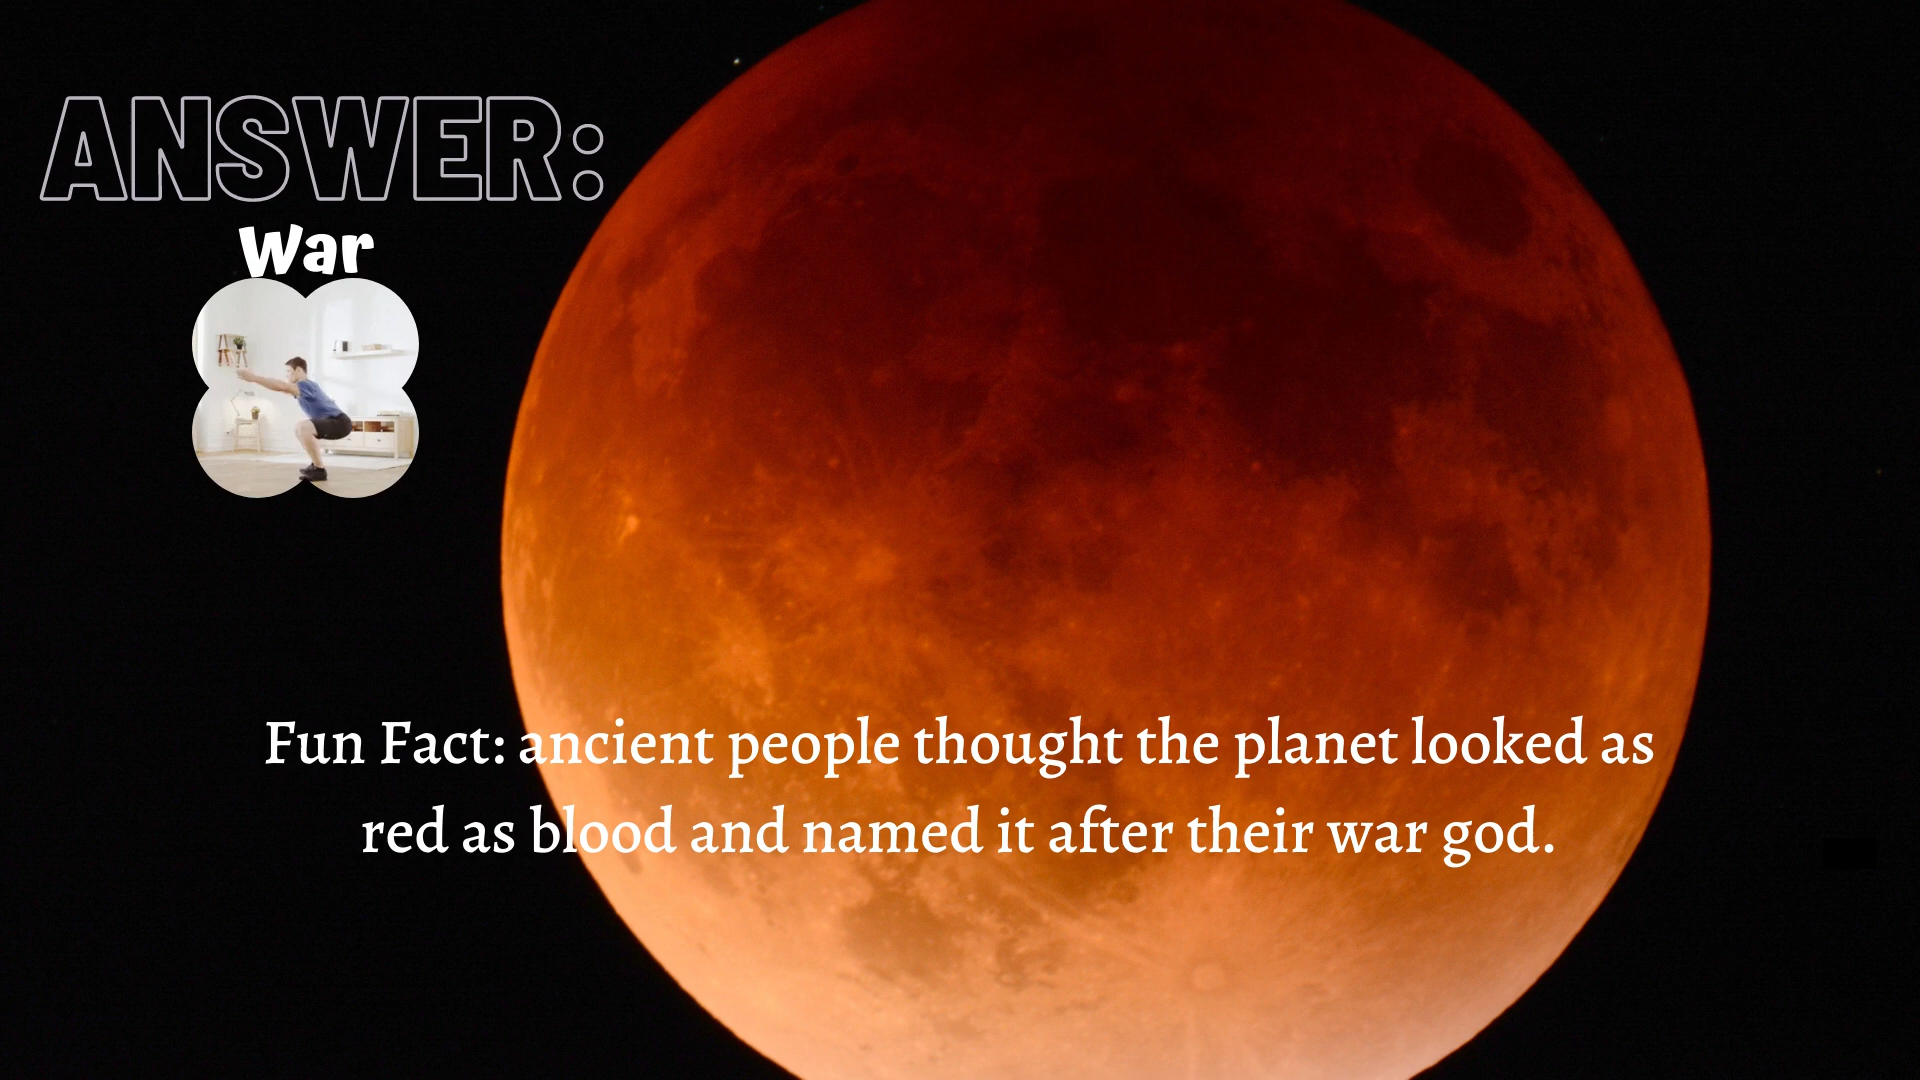 ANSWER:
War
Fun Fact: ancient people thought the planet looked as
red as blood and named it after their war god.